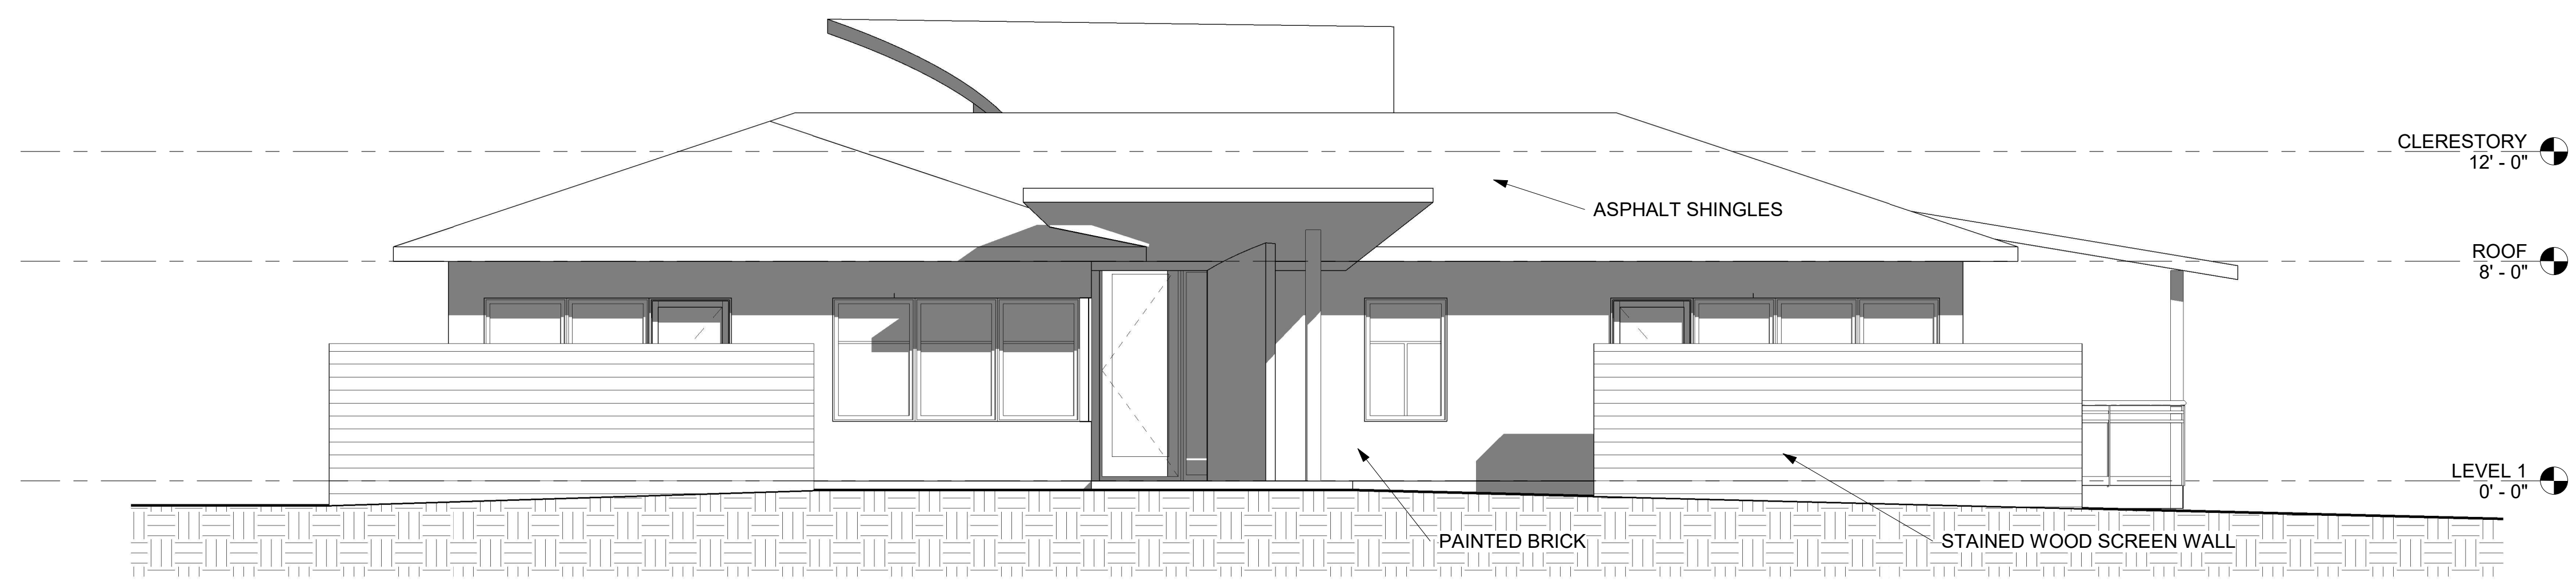 CLERESTORY
12' - 0"
ASPHALT SHINGLES
ROOF
8' - 0"
LEVEL 1
0' - 0"
PAINTED BRICK
STAINED WOOD SCREEN WALL